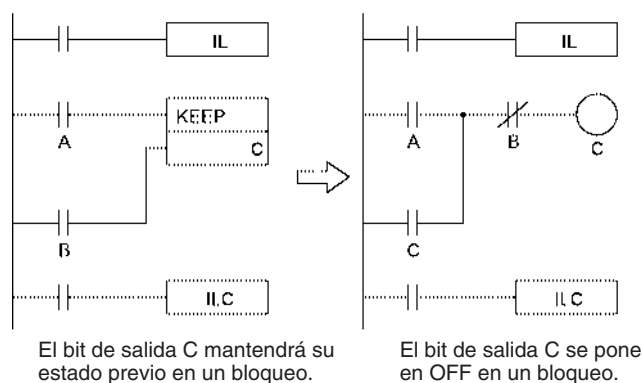 IL
A
KEEP
C
B
ILC
El bit de salida C mantendrá su
estado previo en un bloqueo.
IL
A
B
C
C
ILC
El bit de salida C se pone
en OFF en un bloqueo.